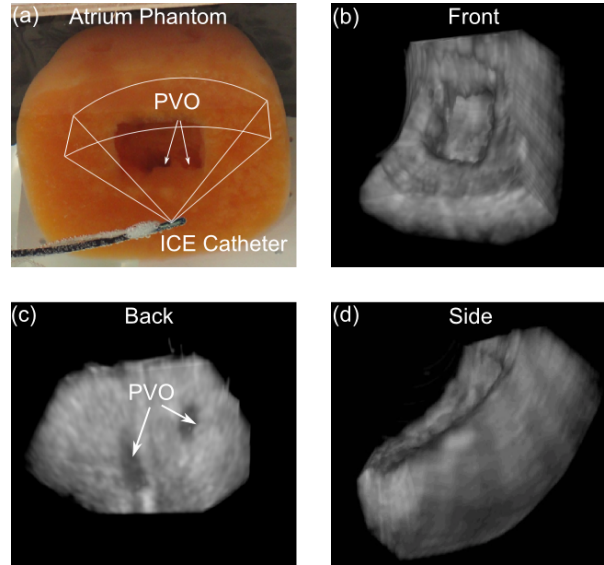 (a) Atrium Phantom
PVO
ICE Catheter
(b) Front
(c) Back
PVO
(d) Side